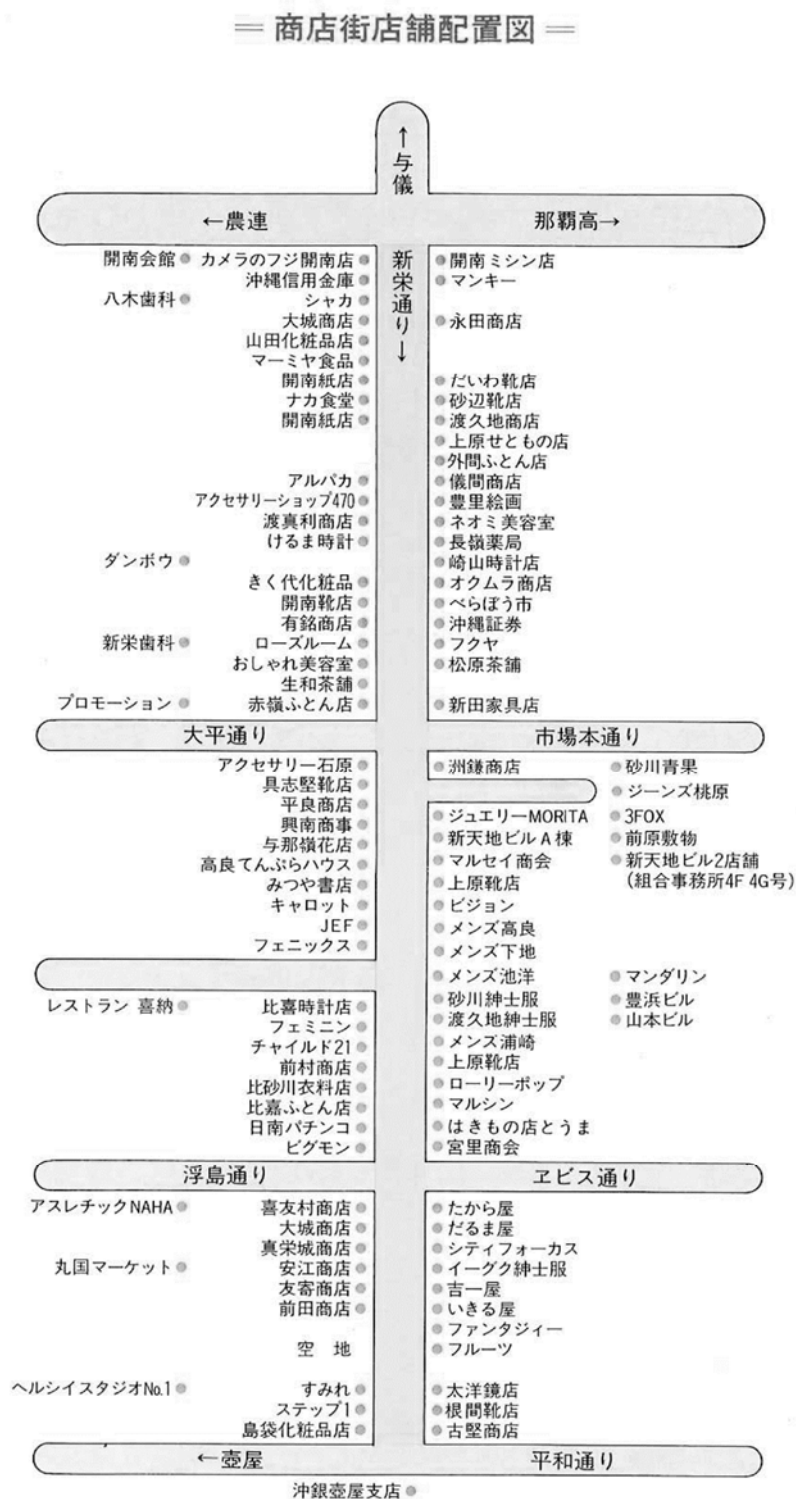 商店街店舗配置図
↑与儀
←農連
那覇高→
新栄通り↓
開南会館 カメラのフジ開南店
沖縄信用金庫
八木歯科 シャカ
大城商店
山田化粧品店
マーミヤ食品
開南紙店
ナカ食堂
開南紙店
アルパカ
アクセサリーショップ470
渡真利商店
けるま時計
ダンボウ
きく代化粧品
開南靴店
有銘商店
新栄歯科 ローズルーム
おしゃれ美容室
生和茶舗
プロモーション 赤嶺ふとん店
開南ミシン店
マンキー
永田商店
だいわ靴店
砂辺靴店
渡久地商店
上原せともの店
外間ふとん店
儀間商店
豊里絵画
ネオミ美容室
長嶺薬局
崎山時計店
オクムラ商店
べらぼう市
沖縄証券
フクヤ
松原茶舗
新田家具店
大平通り
市場本通り
アクセサリー石原
具志堅靴店
平良商店
興南商事
与那嶺花店
高良てんぷらハウス
みつや書店
キャロット
JEF
フェニックス
レストラン 喜納 比喜時計店
フェミニン
チャイルド21
前村商店
比砂川衣料店
比嘉ふとん店
日南パチンコ
ビグモン
洲鎌商店 砂川青果
ジーンズ桃原
ジュエリーMORITA 3FOX
新天地ビルA棟 前原敷物
マルセイ商会 新天地ビル2店舗
(組合事務所4F 4G号)
上原靴店
ビジョン
メンズ高良
メンズ下地
メンズ池洋 マンダリン
砂川紳士服 豊浜ビル
渡久地紳士服 山本ビル
メンズ浦崎
上原靴店
ローリーポップ
マルシン
はきもの店とうま
宮里商会
浮島通り
ヱビス通り
アスレチックNAHA 喜友村商店
大城商店
真栄城商店
丸国マーケット 安江商店
友寄商店
前田商店
空 地
ヘルシイスタジオNo.1 すみれ
ステップ1
島袋化粧品店
たから屋
だるま屋
シティフォーカス
イーグク紳士服
吉一屋
いきる屋
ファンタジィー
フルーツ
太洋鏡店
根間靴店
古堅商店
←壺屋
平和通り
沖銀壺屋支店